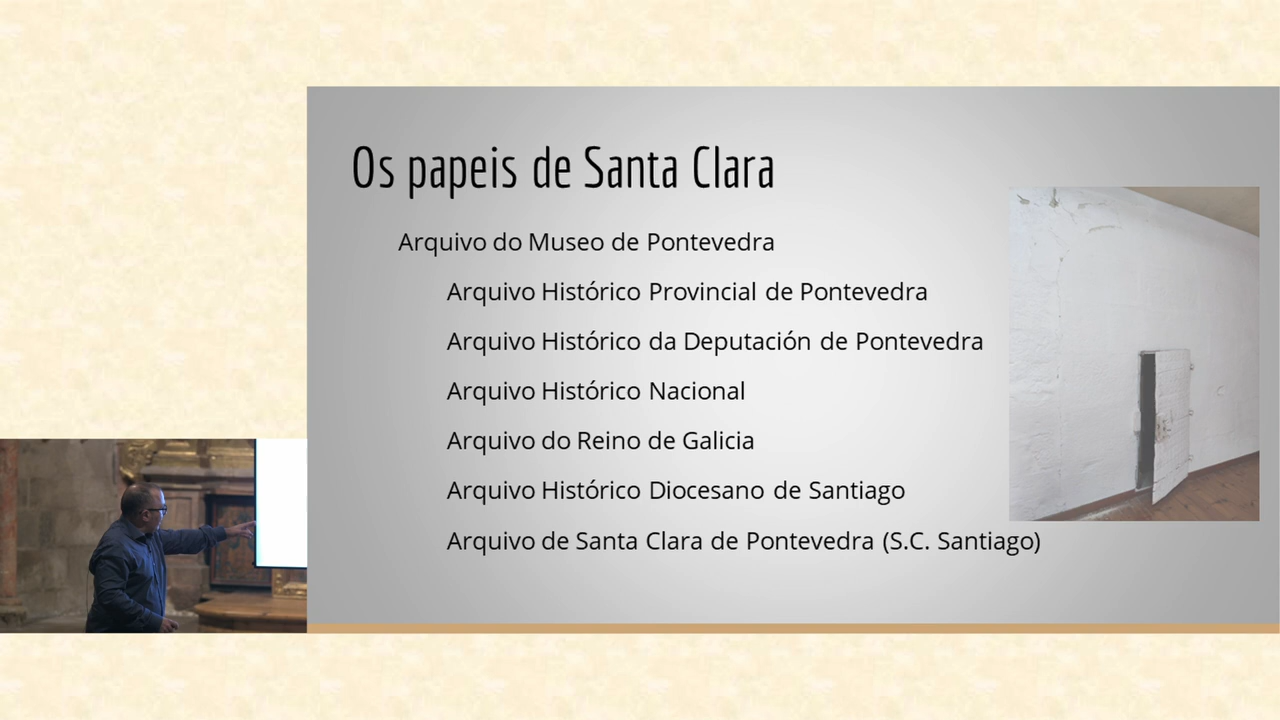 Os papeis de Santa Clara
Arquivo do Museo de Pontevedra
Arquivo Histórico Provincial de Pontevedra
Arquivo Histórico da Deputación de Pontevedra
Arquivo Histórico Nacional
Arquivo do Reino de Galicia
Arquivo Histórico Diocesano de Santiago
Arquivo de Santa Clara de Pontevedra (S.C. Santiago)